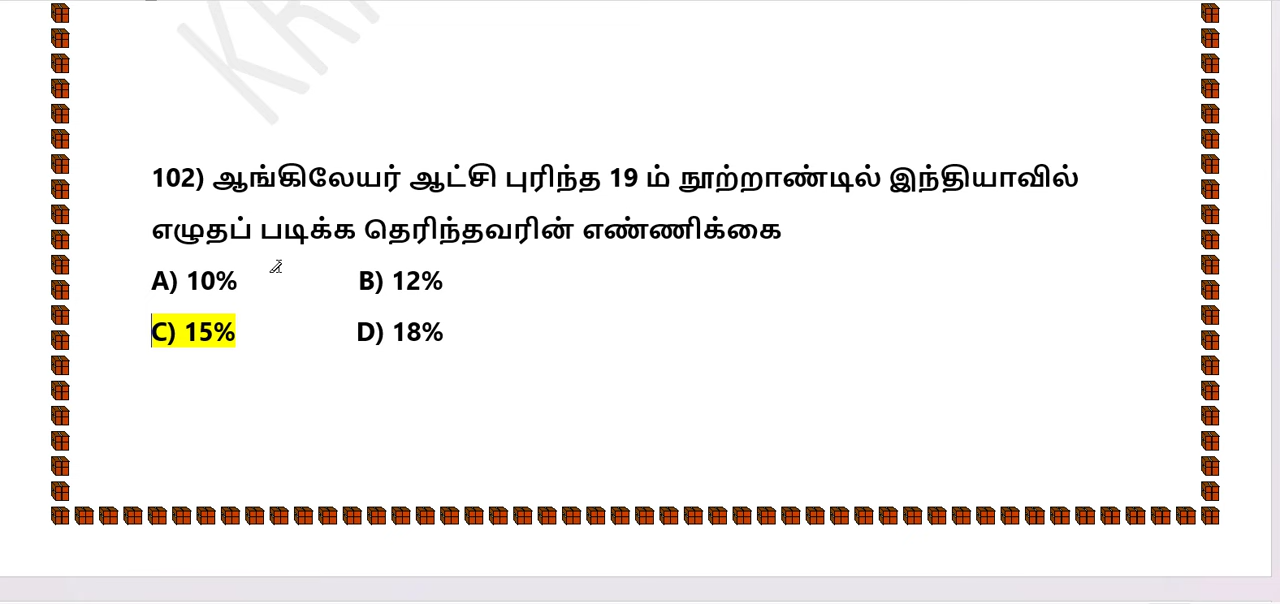 102) ஆங்கிலேயர் ஆட்சி புரிந்த 19 ம் நூற்றாண்டில் இந்தியாவில்
எழுதப் படிக்க தெரிந்தவரின் எண்ணிக்கை
A) 10% B) 12%
C) 15% D) 18%